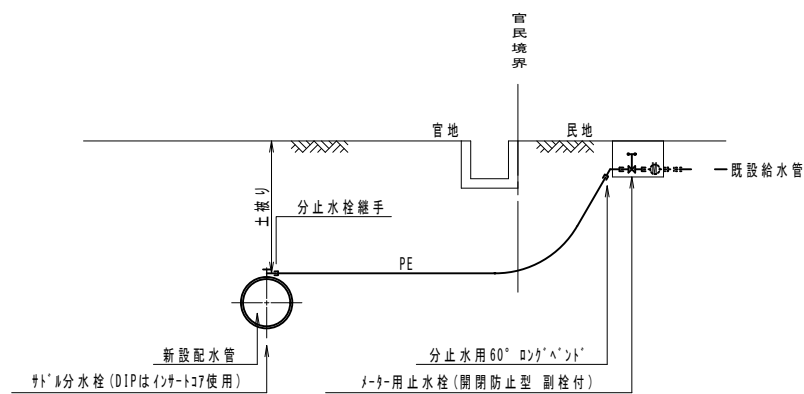 官民境界
官地
民地
既設給水管
土被り
分止水栓継手
PE
新設配水管
分止水用60° ﾛﾝｸﾞﾍﾞﾝﾄﾞ
ｻﾄﾞﾙ分水栓(DIPはｲﾝｻｰﾄｺｱ使用)
ﾒｰﾀｰ用止水栓(開閉防止型 副栓付)